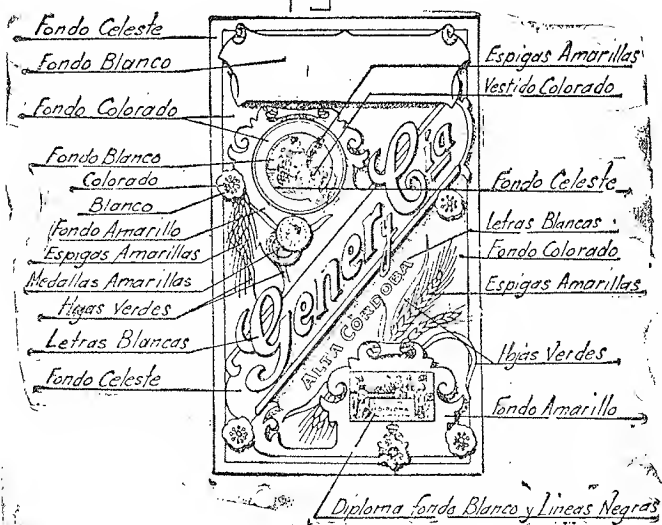 Fondo Celeste
Fondo Blanco
Fondo Colorado
Fondo Blanco
Colorado
Blanco
Fondo Amarillo
Espigas Amarillas
Medallas Amarillas
Hojas Verdes
Letras Blancas
Fondo Celeste
Gener y Cia
ALTA CÓRDOBA
Espigas Amarillas
Vestido Colorado
Fondo Celeste
Letras Blancas
Fondo Colorado
Espigas Amarillas
Hojas Verdes
Fondo Amarillo
Diploma fondo Blanco y Lineas Negras